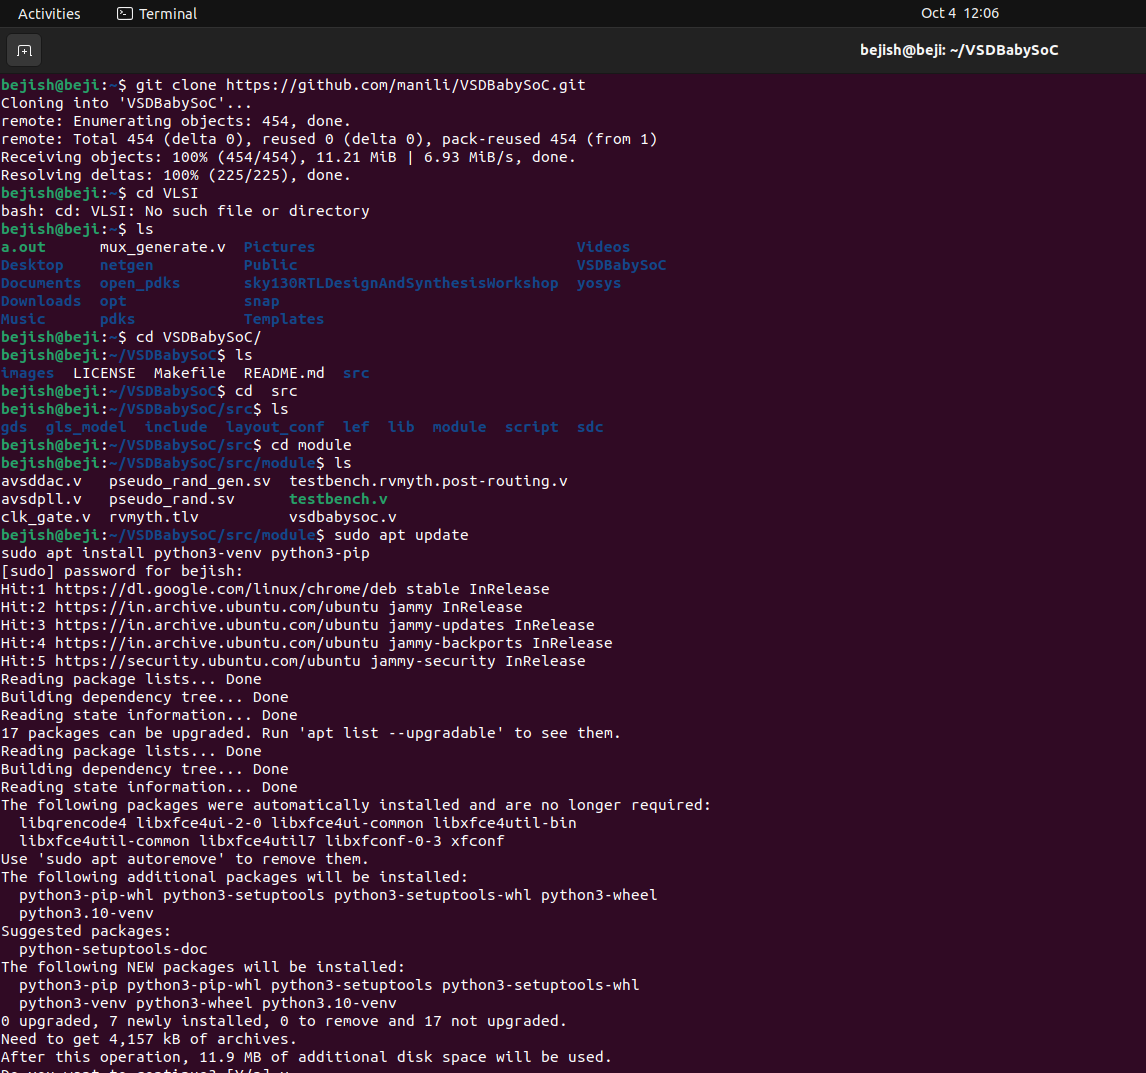 Activities Terminal Oct 4 12:06
bejish@beji: ~/VSDBabySoC
bejish@beji:~$ git clone https://github.com/manili/VSDBabySoC.git
Cloning into 'VSDBabySoC'...
remote: Enumerating objects: 454, done.
remote: Total 454 (delta 0), reused 0 (delta 0), pack-reused 454 (from 1)
Receiving objects: 100% (454/454), 11.21 MiB | 6.93 MiB/s, done.
Resolving deltas: 100% (225/225), done.
bejish@beji:~$ cd VLSI
bash: cd: VLSI: No such file or directory
bejish@beji:~$ ls
a.out      mux_generate.v  Pictures                             Videos
Desktop    netgen          Public                               VSDBabySoC
Documents  open_pdks       sky130RTLDesignAndSynthesisWorkshop  yosys
Downloads  opt             snap
Music      pdks            Templates
bejish@beji:~$ cd VSDBabySoC/
bejish@beji:~/VSDBabySoC$ ls
images  LICENSE  Makefile  README.md  src
bejish@beji:~/VSDBabySoC$ cd  src
bejish@beji:~/VSDBabySoC/src$ ls
gds  gls_model  include  layout_conf  lef  lib  module  script  sdc
bejish@beji:~/VSDBabySoC/src$ cd module
bejish@beji:~/VSDBabySoC/src/module$ ls
avsddac.v   pseudo_rand_gen.sv  testbench.rvmyth.post-routing.v
avsdpll.v   pseudo_rand.sv      testbench.v
clk_gate.v  rvmyth.tlv          vsdbabysoc.v
bejish@beji:~/VSDBabySoC/src/module$ sudo apt update
sudo apt install python3-venv python3-pip
[sudo] password for bejish:
Hit:1 https://dl.google.com/linux/chrome/deb stable InRelease
Hit:2 https://in.archive.ubuntu.com/ubuntu jammy InRelease
Hit:3 https://in.archive.ubuntu.com/ubuntu jammy-updates InRelease
Hit:4 https://in.archive.ubuntu.com/ubuntu jammy-backports InRelease
Hit:5 https://security.ubuntu.com/ubuntu jammy-security InRelease
Reading package lists... Done
Building dependency tree... Done
Reading state information... Done
17 packages can be upgraded. Run 'apt list --upgradable' to see them.
Reading package lists... Done
Building dependency tree... Done
Reading state information... Done
The following packages were automatically installed and are no longer required:
  libqrencode4 libxfce4ui-2-0 libxfce4ui-common libxfce4util-bin
  libxfce4util-common libxfce4util7 libxfconf-0-3 xfconf
Use 'sudo apt autoremove' to remove them.
The following additional packages will be installed:
  python3-pip-whl python3-setuptools python3-setuptools-whl python3-wheel
  python3.10-venv
Suggested packages:
  python-setuptools-doc
The following NEW packages will be installed:
  python3-pip python3-pip-whl python3-setuptools python3-setuptools-whl
  python3-venv python3-wheel python3.10-venv
0 upgraded, 7 newly installed, 0 to remove and 17 not upgraded.
Need to get 4,157 kB of archives.
After this operation, 11.9 MB of additional disk space will be used.